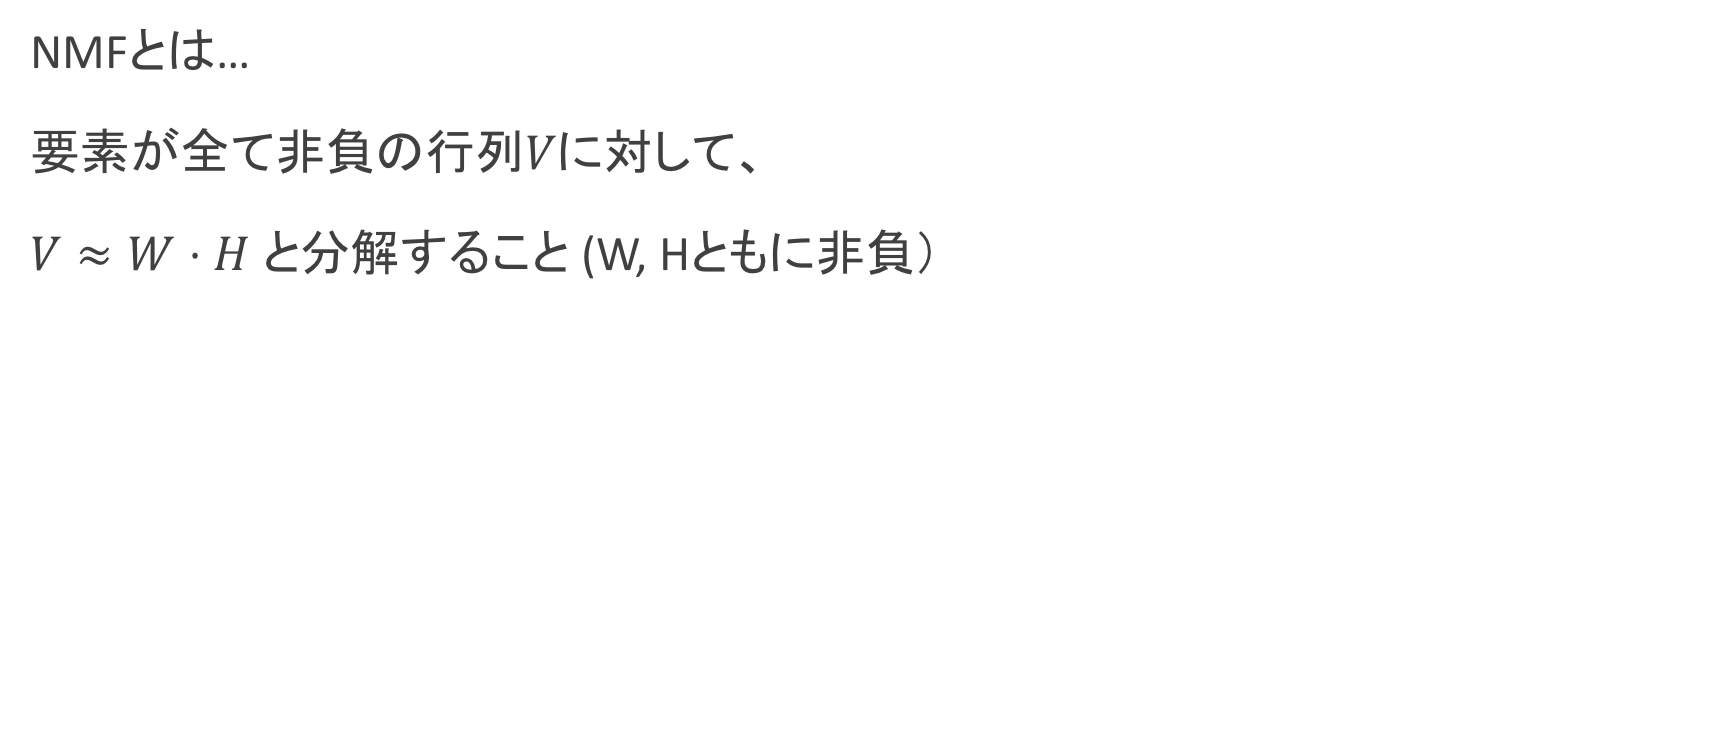 NMFとは…
要素が全て非負の行列Vに対して、
V ≈ W · H と分解すること (W, Hともに非負）